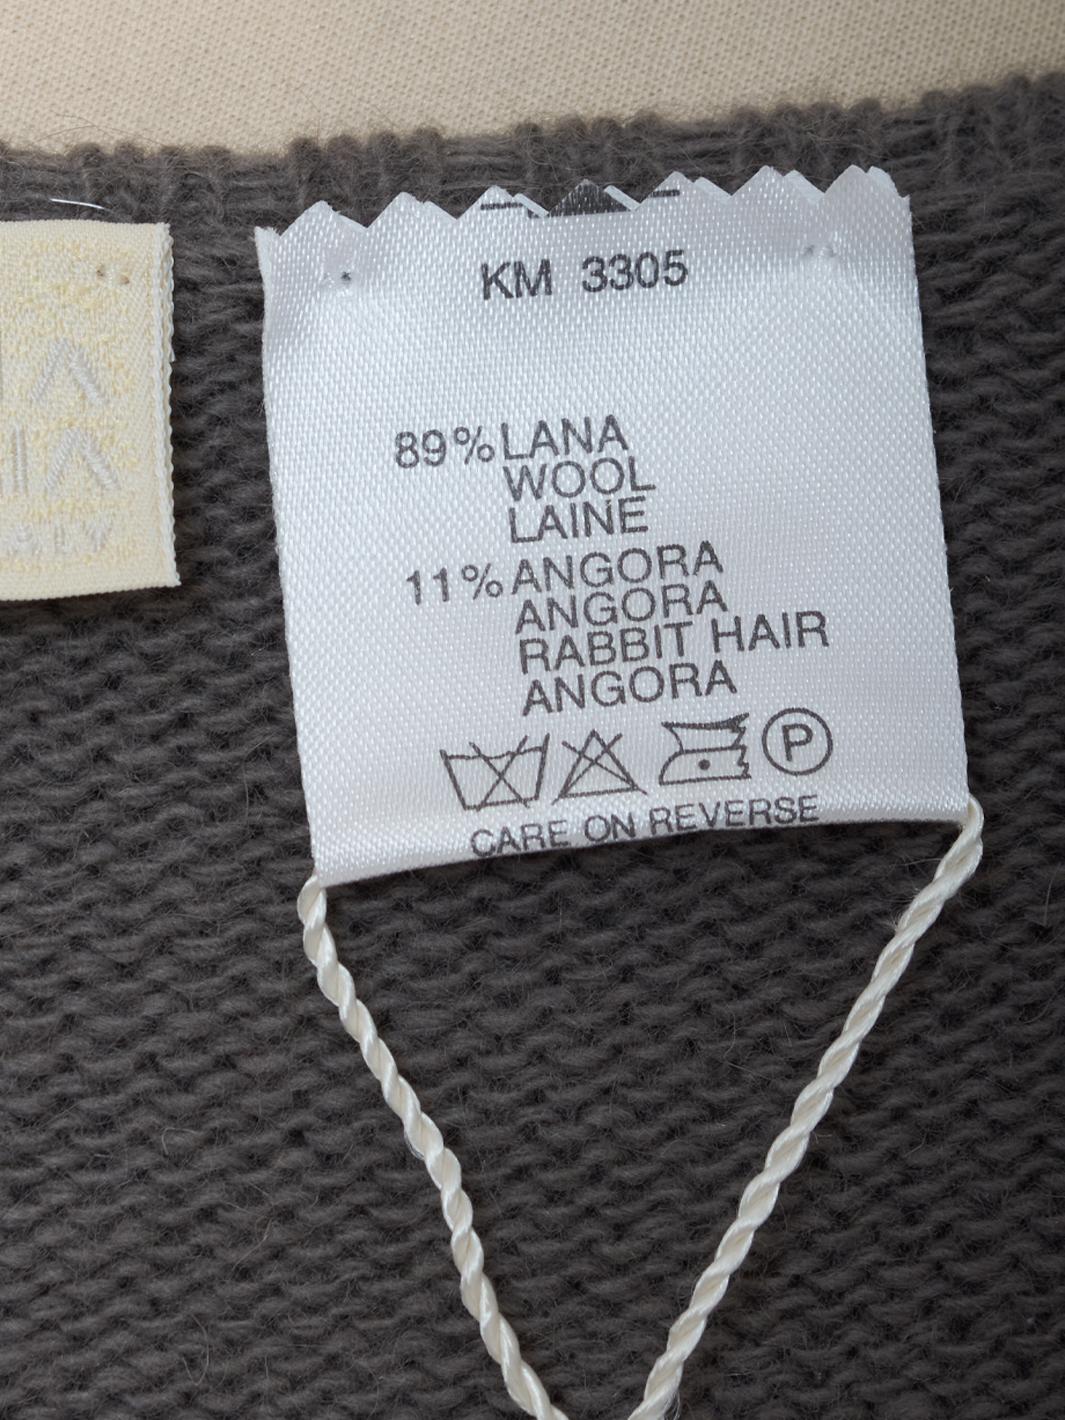 KM 3305
89% LANA
WOOL
LAINE
11% ANGORA
ANGORA
RABBIT HAIR
ANGORA
P
CARE ON REVERSE